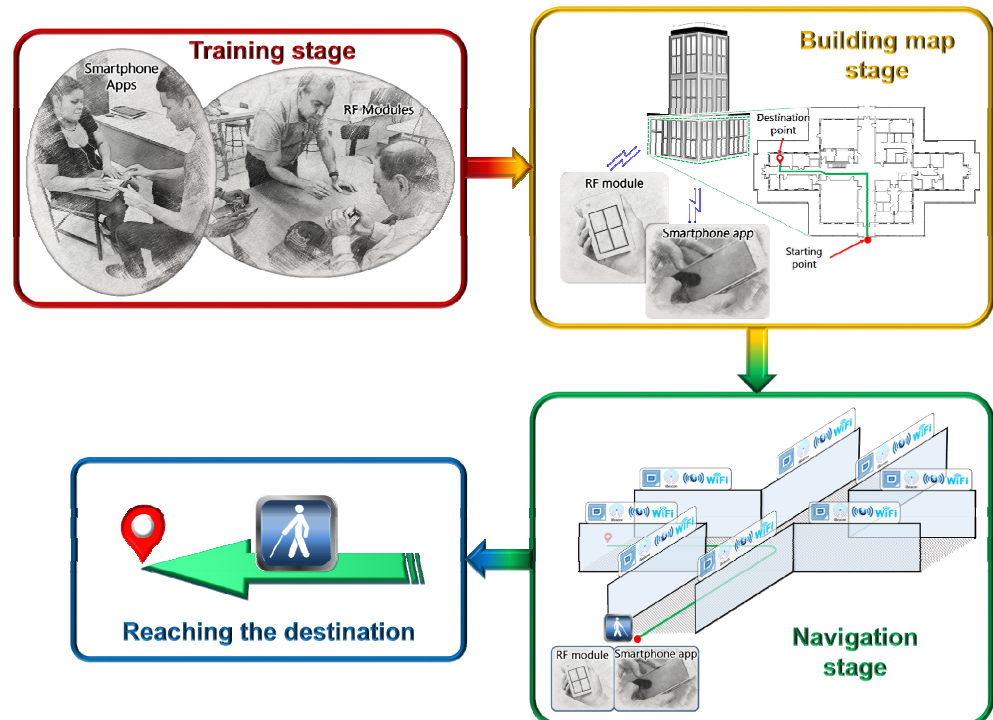 Training stage
Smartphone
Apps
RF Modules
Building map
stage
Destination
point
RF module
Smartphone app
Starting
point
WiFi
WiFi
WiFi
WiFi
WiFi
WiFi
WiFi
WiFi
RF module
Smartphone app
Navigation
stage
Reaching the destination